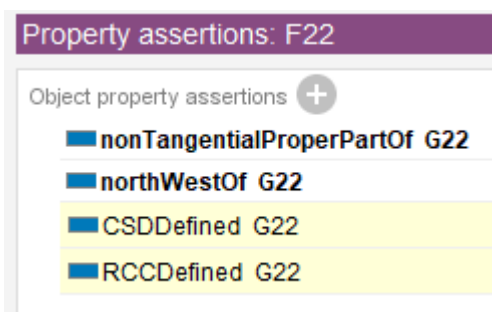 Property assertions: F22
Object property assertions
nonTangentialProperPartOf G22
northWestOf G22
CSDDefined G22
RCCDefined G22